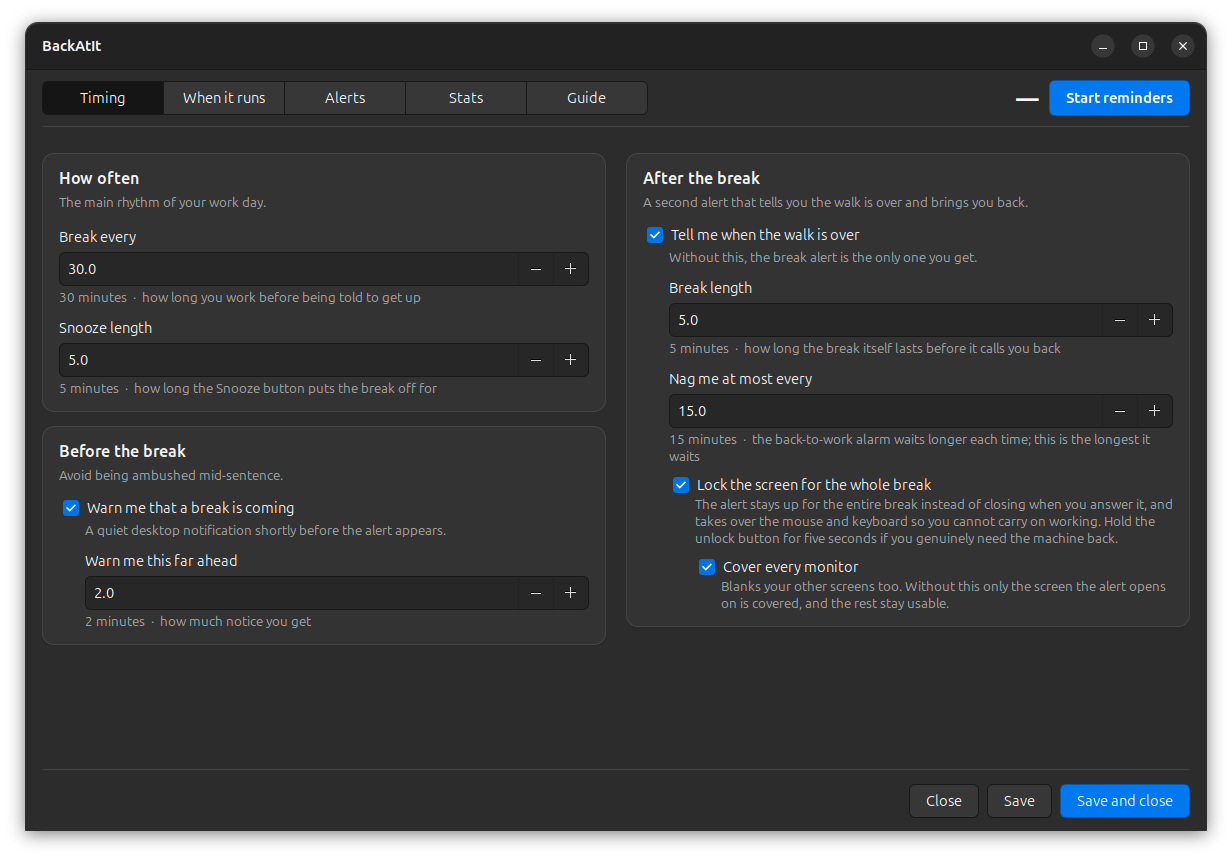 BackAtIt
Timing
When it runs
Alerts
Stats
Guide
Start reminders
How often
The main rhythm of your work day.
Break every
30.0
30 minutes · how long you work before being told to get up
Snooze length
5.0
5 minutes · how long the Snooze button puts the break off for
Before the break
Avoid being ambushed mid-sentence.
Warn me that a break is coming
A quiet desktop notification shortly before the alert appears.
Warn me this far ahead
2.0
2 minutes · how much notice you get
After the break
A second alert that tells you the walk is over and brings you back.
Tell me when the walk is over
Without this, the break alert is the only one you get.
Break length
5.0
5 minutes · how long the break itself lasts before it calls you back
Nag me at most every
15.0
15 minutes · the back-to-work alarm waits longer each time; this is the longest it
waits
Lock the screen for the whole break
The alert stays up for the entire break instead of closing when you answer it, and
takes over the mouse and keyboard so you cannot carry on working. Hold the
unlock button for five seconds if you genuinely need the machine back.
Cover every monitor
Blanks your other screens too. Without this only the screen the alert opens
on is covered, and the rest stay usable.
Close
Save
Save and close